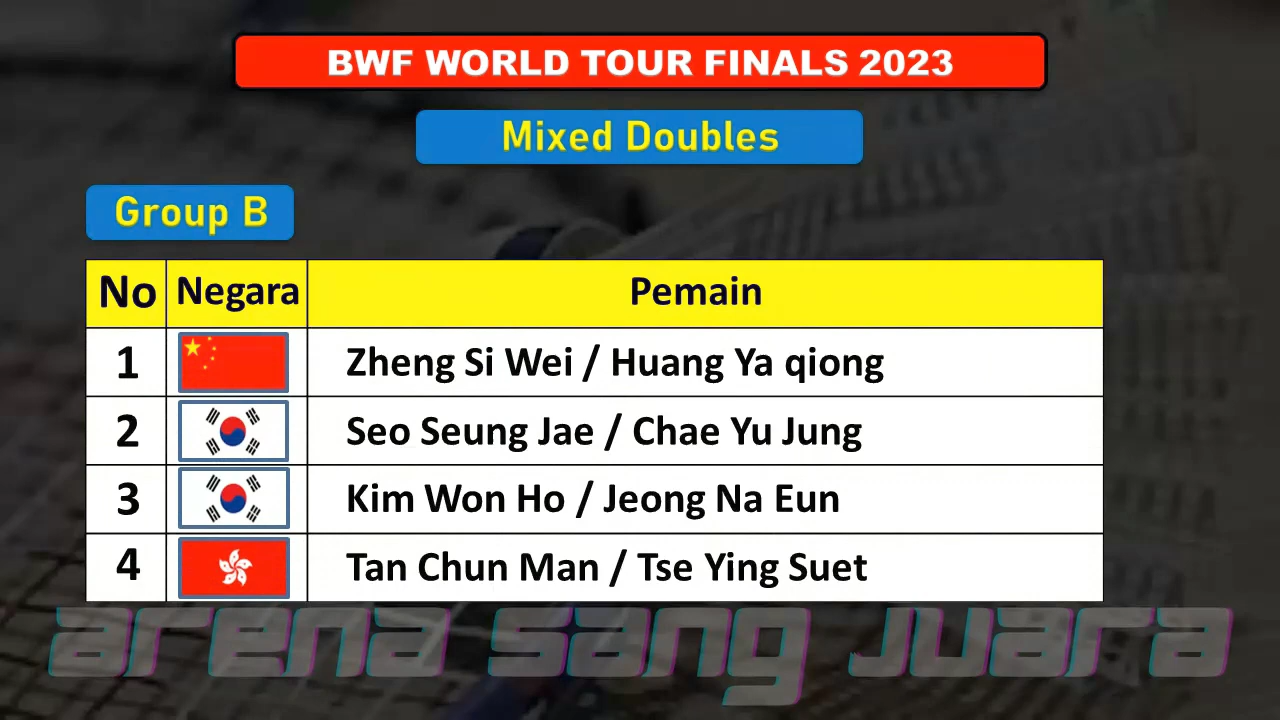 BWF WORLD TOUR FINALS 2023
Mixed Doubles
Group B
No Negara Pemain
1 Zheng Si Wei / Huang Ya qiong
2 Seo Seung Jae / Chae Yu Jung
3 Kim Won Ho / Jeong Na Eun
4 Tan Chun Man / Tse Ying Suet
arena sang juara